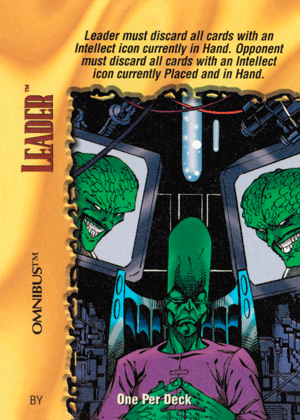 Leader must discard all cards with an
Intellect icon currently in Hand. Opponent
must discard all cards with an Intellect
icon currently Placed and in Hand.
LEADER™
OMNIBUS™
BY
One Per Deck